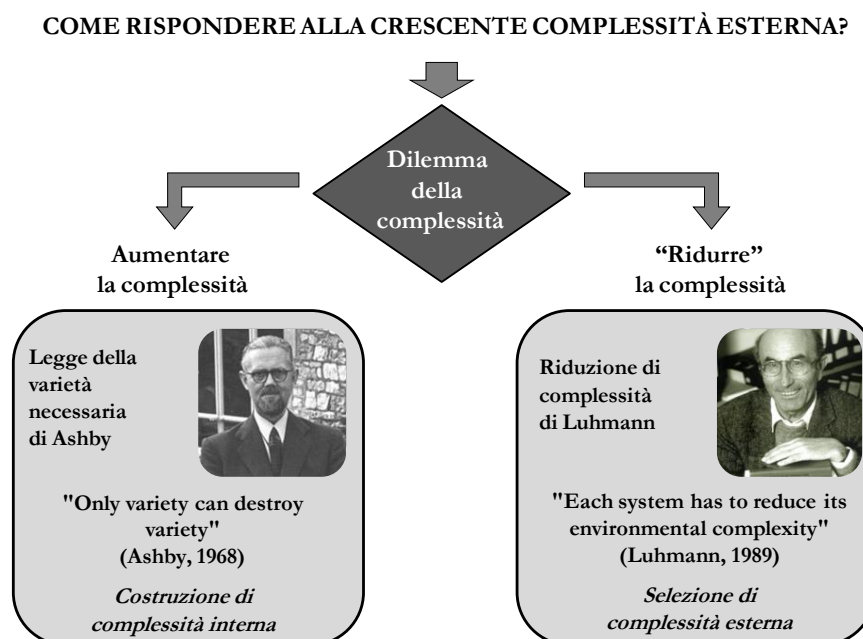 COME RISPONDERE ALLA CRESCENTE COMPLESSITÀ ESTERNA?
Dilemma
della
complessità
Aumentare
la complessità
Legge della
varietà
necessaria
di Ashby
"Only variety can destroy
variety"
(Ashby, 1968)
Costruzione di
complessità interna
“Ridurre”
la complessità
Riduzione di
complessità
di Luhmann
"Each system has to reduce its
environmental complexity"
(Luhmann, 1989)
Selezione di
complessità esterna